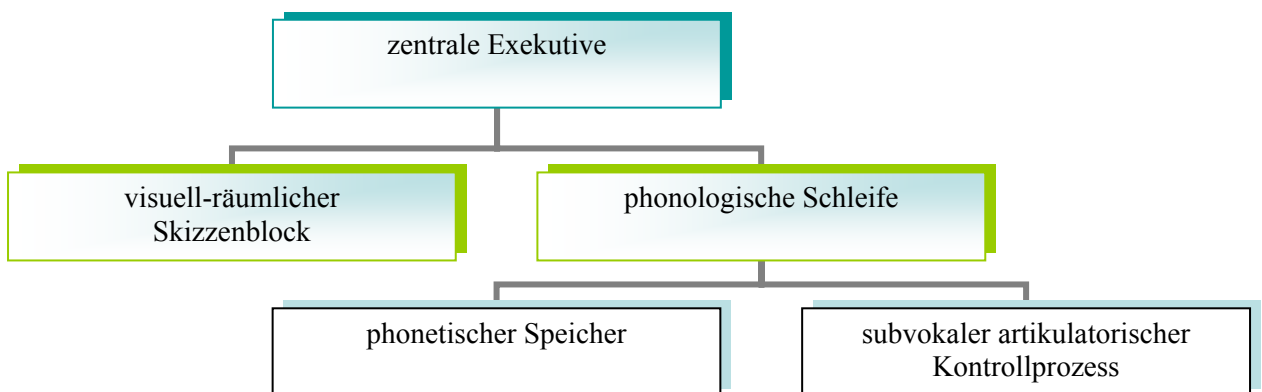 zentrale Exekutive
visuell-räumlicher
Skizzenblock
phonologische Schleife
phonetischer Speicher
subvokaler artikulatorischer
Kontrollprozess